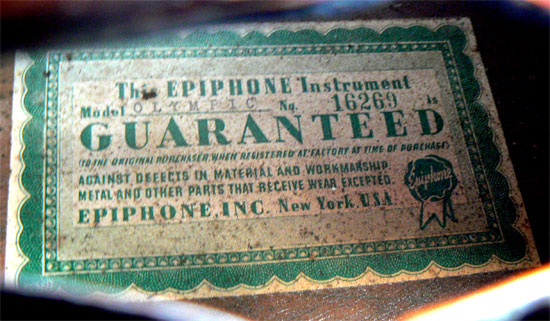 This EPIPHONE Instrument
Model OLYMPIC No. 16269 is
GUARANTEED
(TO THE ORIGINAL PURCHASER, WHEN REGISTERED AT FACTORY AT TIME OF PURCHASE)
AGAINST DEFECTS IN MATERIAL AND WORKMANSHIP.
METAL AND OTHER PARTS THAT RECEIVE WEAR EXCEPTED.
EPIPHONE, INC. New York, U.S.A.
Epiphone